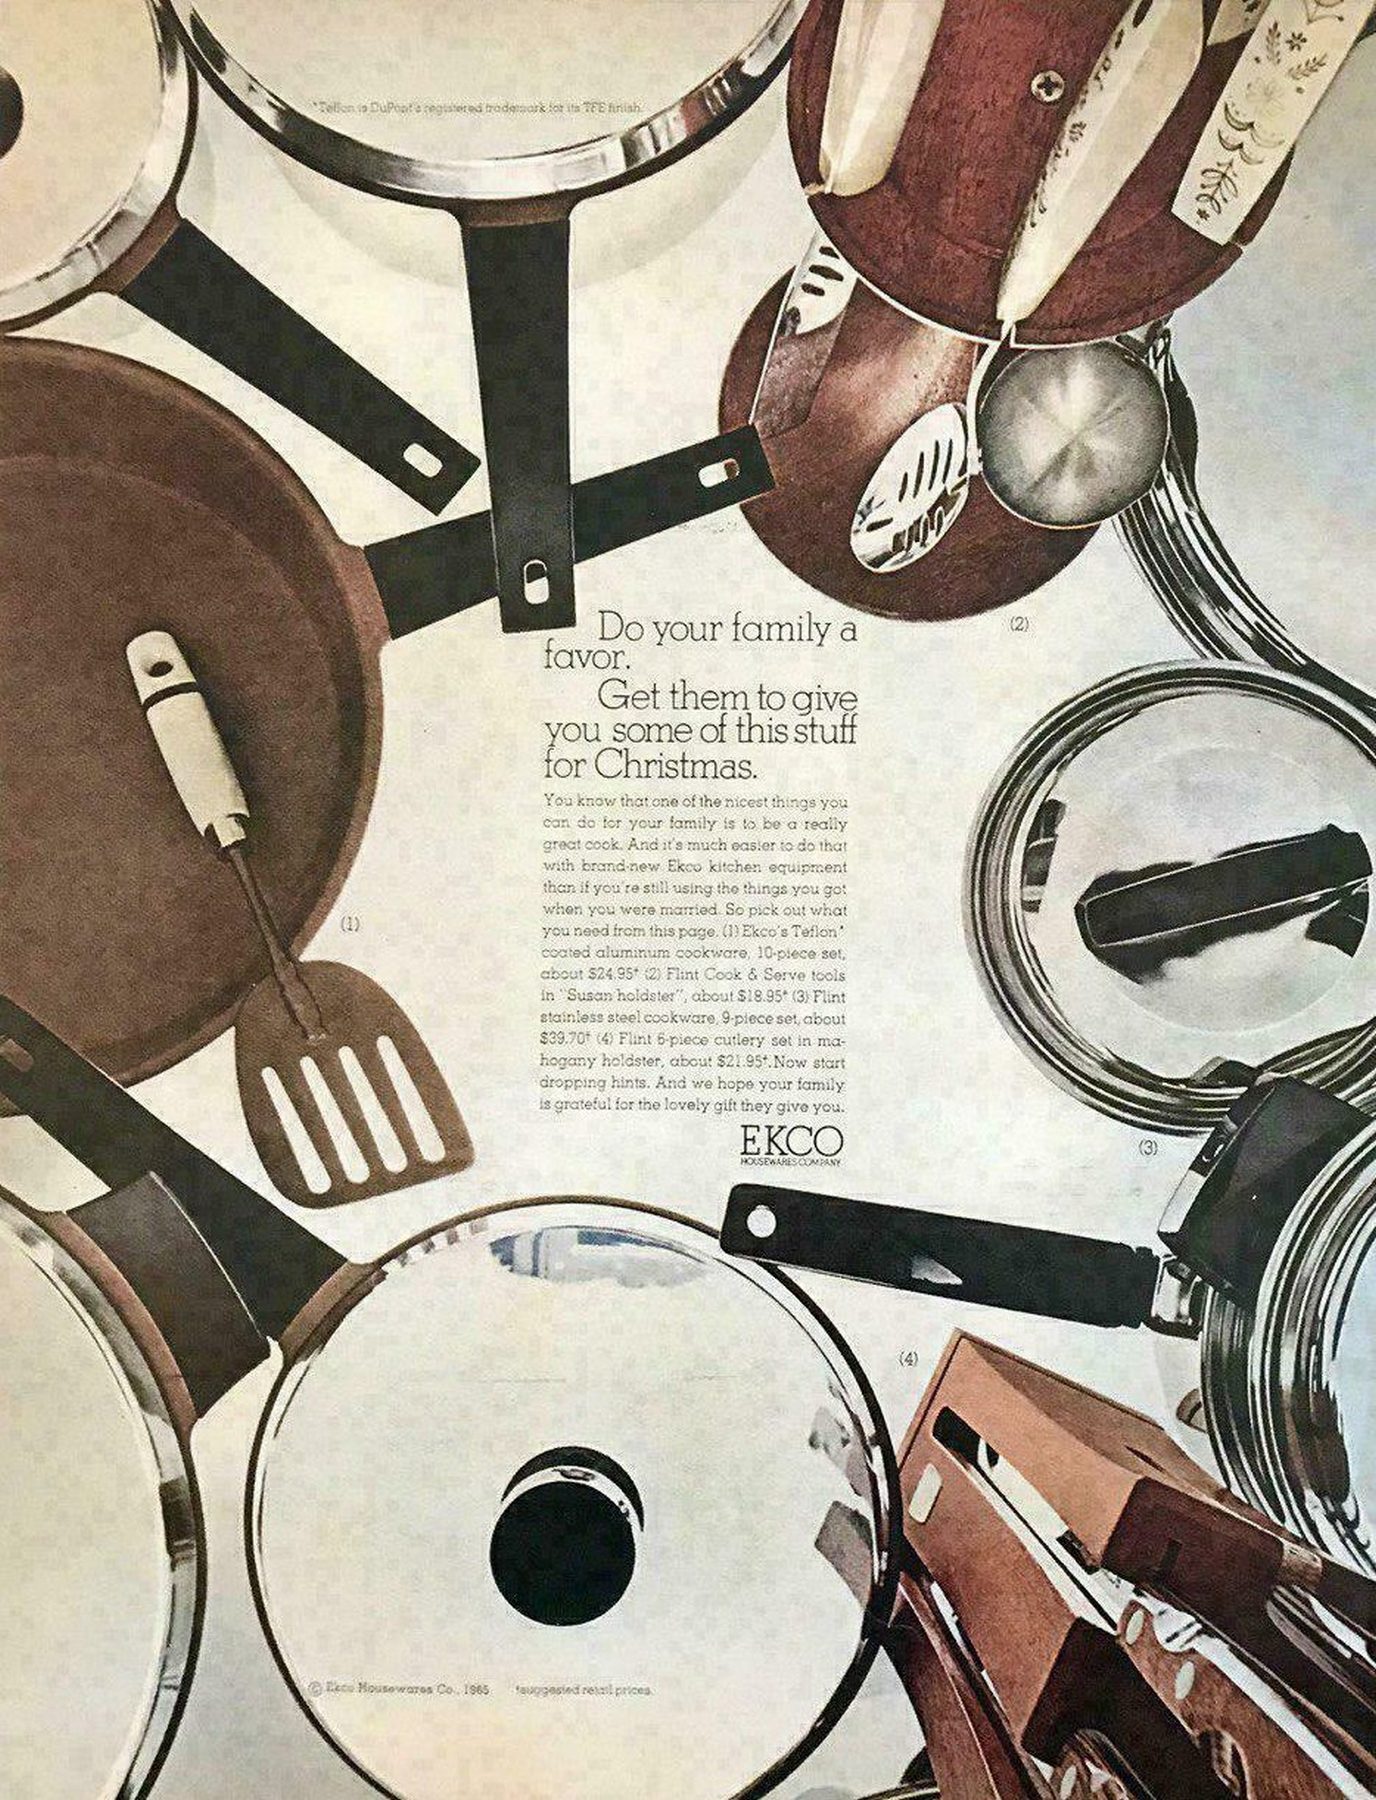 *Teflon is DuPont's registered trademark for its TFE finish.
(2)
Do your family a
favor.
Get them to give
you some of this stuff
for Christmas.
You know that one of the nicest things you
can do for your family is to be a really
great cook. And it's much easier to do that
with brand-new Ekco kitchen equipment
than if you're still using the things you got
when you were married. So pick out what
you need from this page. (1) Ekco's Teflon*
coated aluminum cookware, 10-piece set,
about $24.95† (2) Flint Cook & Serve tools
in "Susan holdster", about $18.95† (3) Flint
stainless steel cookware, 9-piece set, about
$39.70† (4) Flint 6-piece cutlery set in ma-
hogany holdster, about $21.95†. Now start
dropping hints. And we hope your family
is grateful for the lovely gift they give you.
(1)
EKCO
HOUSEWARES COMPANY
(3)
(4)
© Ekco Housewares Co., 1965 †suggested retail prices.